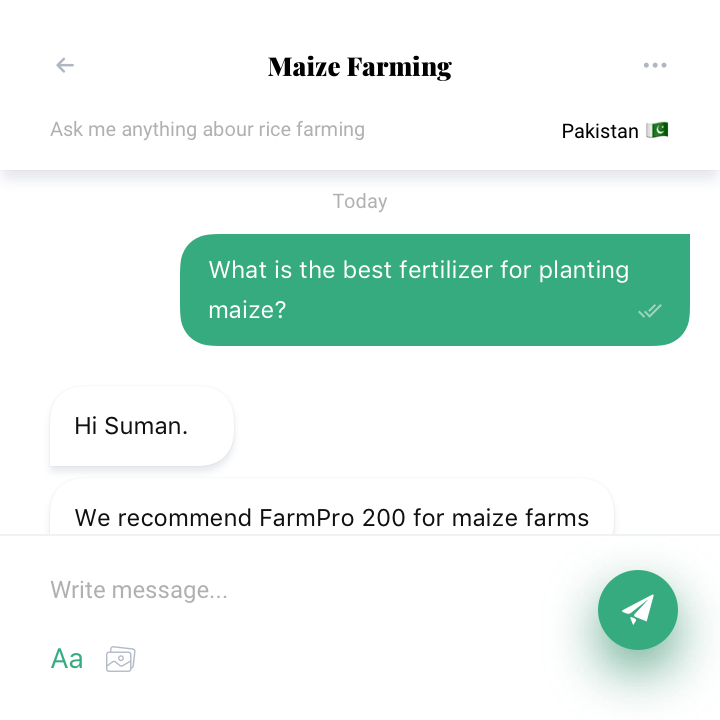 Maize Farming
Ask me anything abour rice farming
Pakistan 🇵🇰
Today
What is the best fertilizer for planting
maize?
Hi Suman.
We recommend FarmPro 200 for maize farms
Write message...
Aa